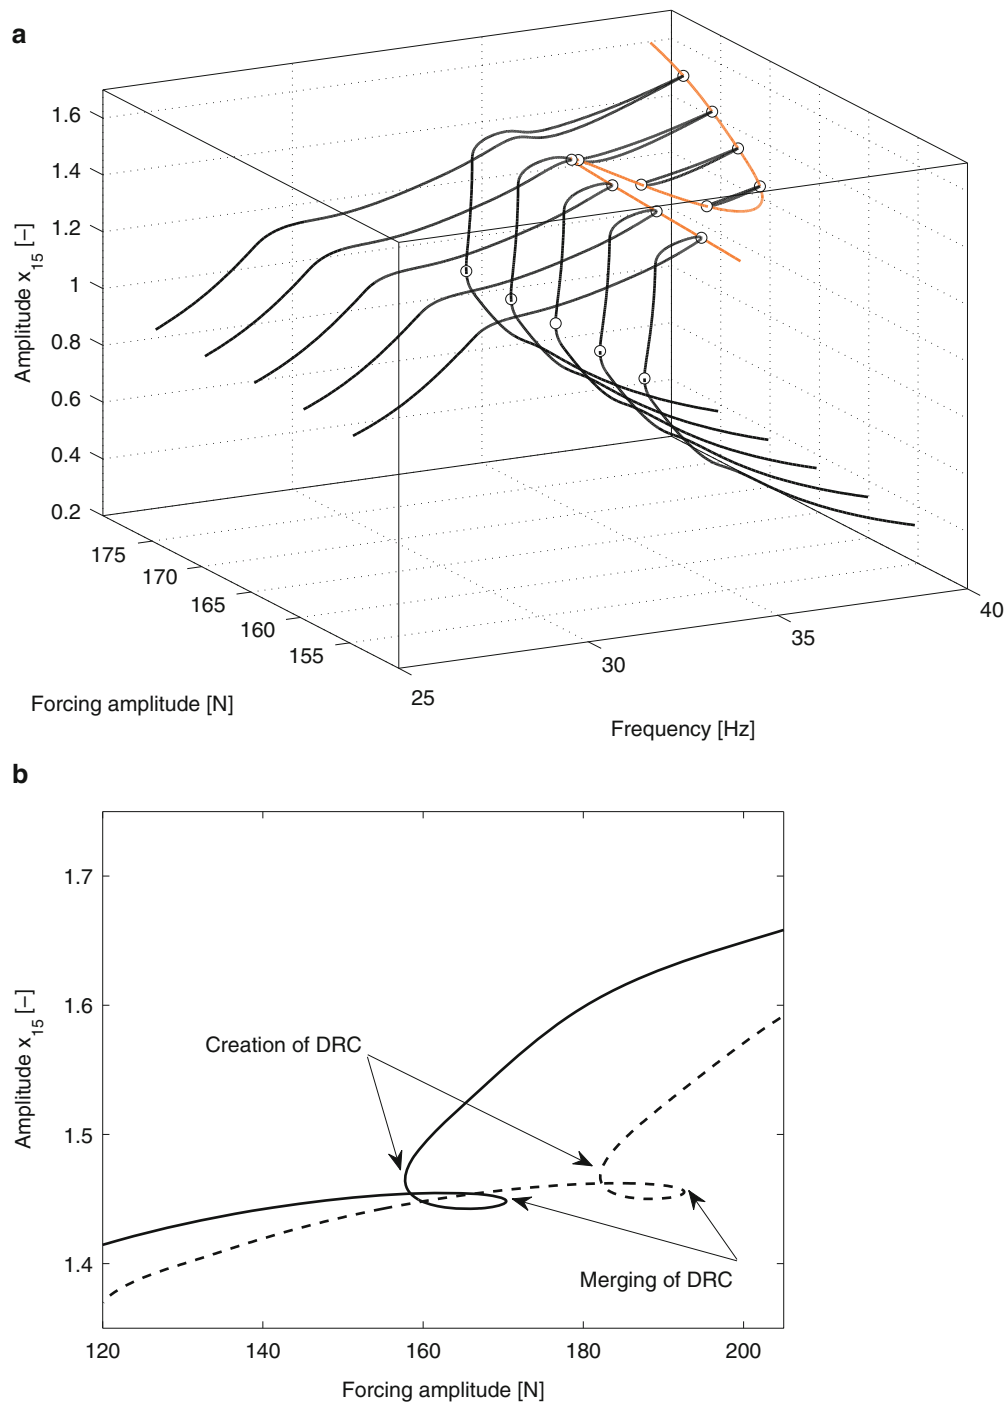 a
1.6
1.4
1.2
1
0.8
0.6
0.4
0.2
Amplitude x15 [−]
175
170
165
160
155
25
30
35
40
Forcing amplitude [N]
Frequency [Hz]
b
1.7
1.6
1.5
1.4
Amplitude x15 [−]
Creation of DRC
Merging of DRC
120
140
160
180
200
Forcing amplitude [N]